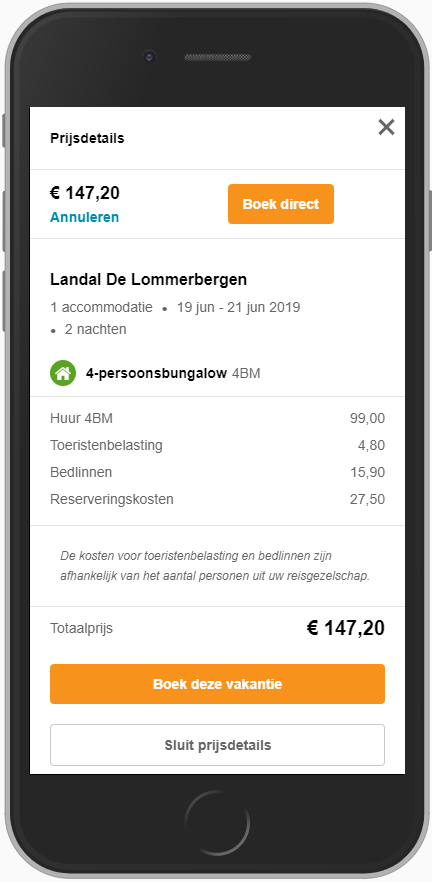 Prijsdetails
€ 147,20
Annuleren
Boek direct
Landal De Lommerbergen
1 accommodatie • 19 jun - 21 jun 2019
• 2 nachten
4-persoonsbungalow 4BM
Huur 4BM 99,00
Toeristenbelasting 4,80
Bedlinnen 15,90
Reserveringskosten 27,50
De kosten voor toeristenbelasting en bedlinnen zijn
afhankelijk van het aantal personen uit uw reisgezelschap.
Totaalprijs € 147,20
Boek deze vakantie
Sluit prijsdetails